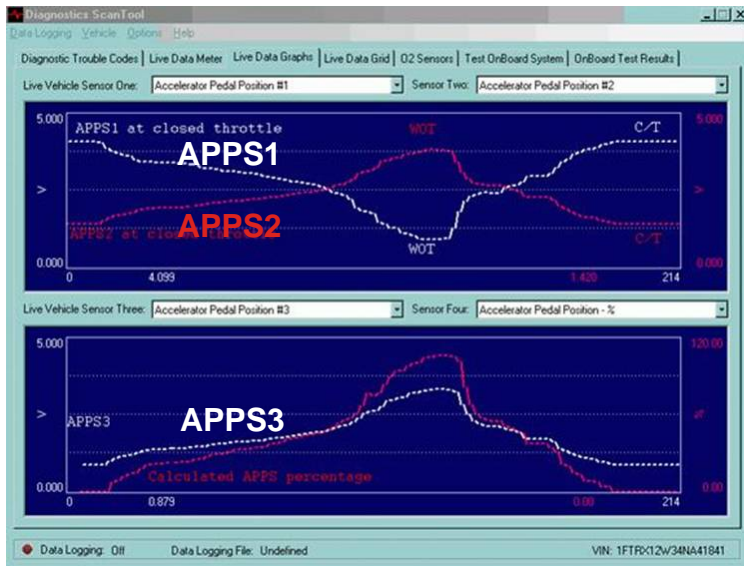 Diagnostics ScanTool
Data Logging Vehicle Options Help
Diagnostic Trouble Codes Live Data Meter Live Data Graphs Live Data Grid O2 Sensors Test OnBoard System OnBoard Test Results
Live Vehicle Sensor One: Accelerator Pedal Position #1 Sensor Two: Accelerator Pedal Position #2
5.000 APPS1 at closed throttle WOT C/T 5.000
APPS1
V V
APPS2
APPS2 at closed throttle WOT C/T
0.000 0.000
0 4.099 1.420 214
Live Vehicle Sensor Three: Accelerator Pedal Position #3 Sensor Four: Accelerator Pedal Position - %
5.000 120.00
V %
APPS3 APPS3
Calculated APPS percentage
0.000 0.00
0 0.879 0.00 214
Data Logging: Off Data Logging File: Undefined VIN: 1FTRX12W34NA41841